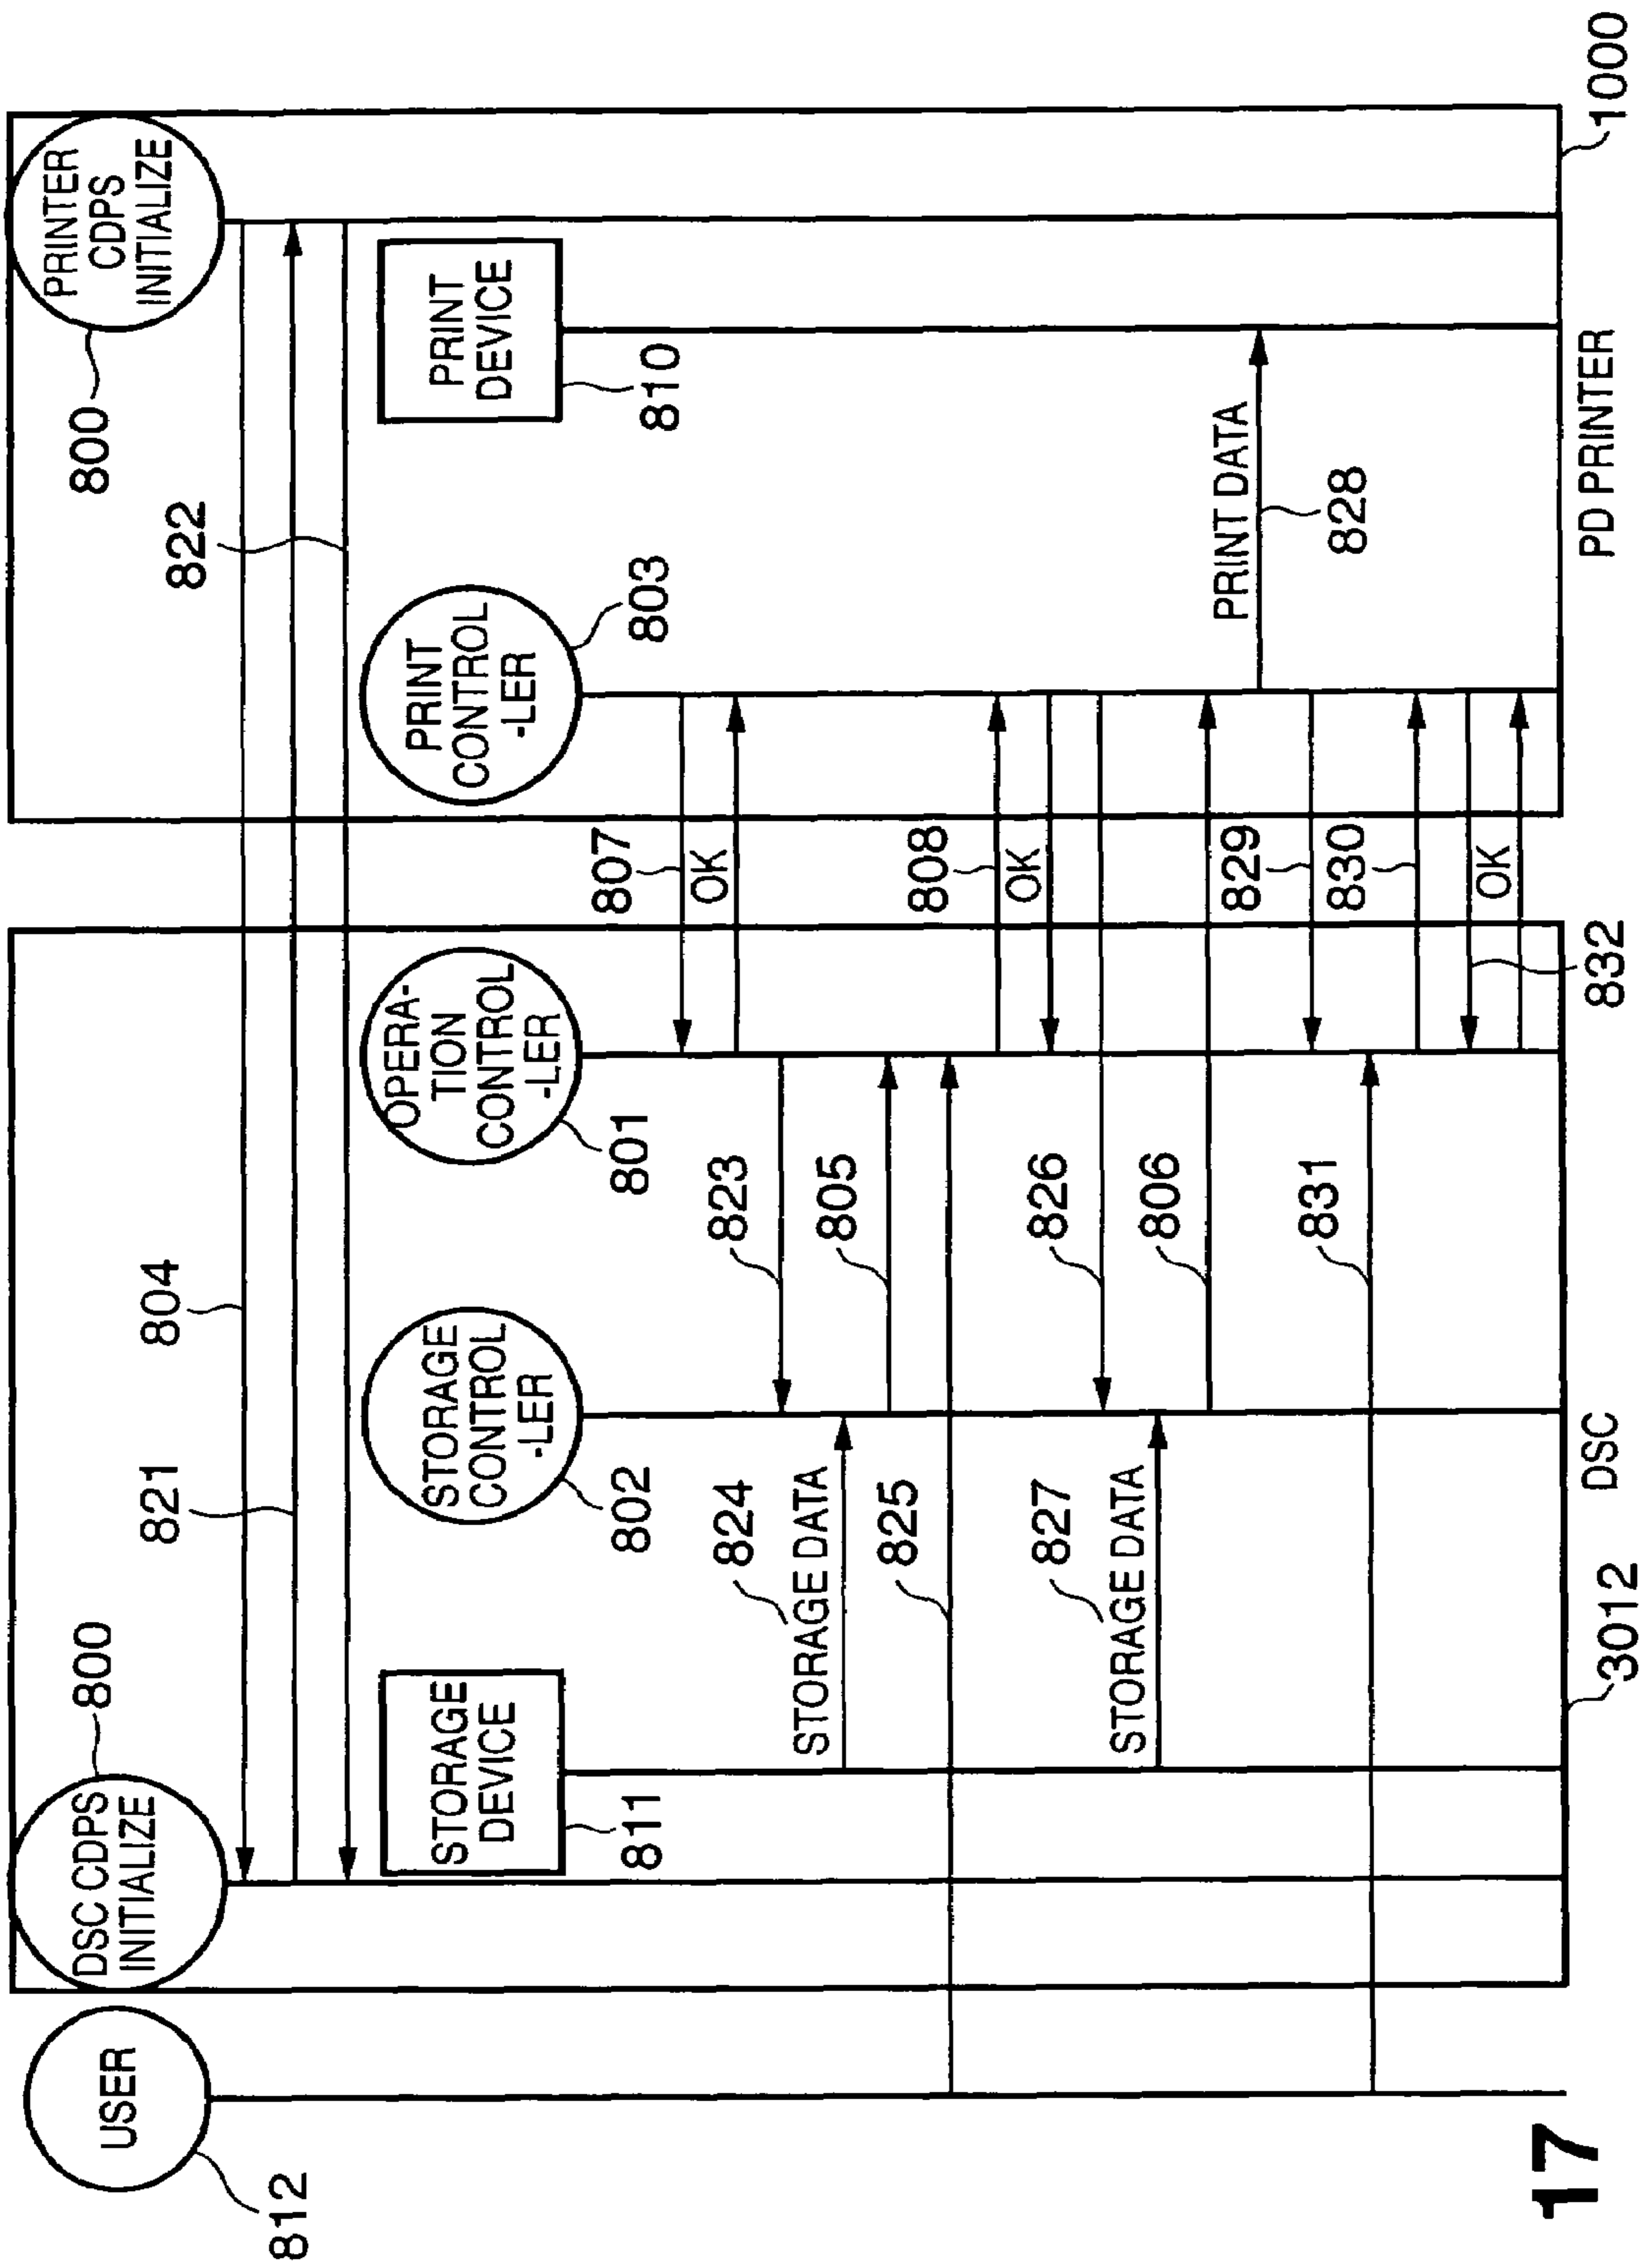 USER
812
DSC CDPS
INITIALIZE
800
PRINTER
CDPS
INITIALIZE
800
804
821
822
STORAGE
DEVICE
811
STORAGE
CONTROL
-LER
802
OPERA-
TION
CONTROL
-LER
801
PRINT
CONTROL
-LER
803
PRINT
DEVICE
810
807
OK
823
824
STORAGE DATA
805
825
808
OK
826
827
STORAGE DATA
806
PRINT DATA
828
829
831
830
OK
832
DSC
3012
PD PRINTER
1000
17